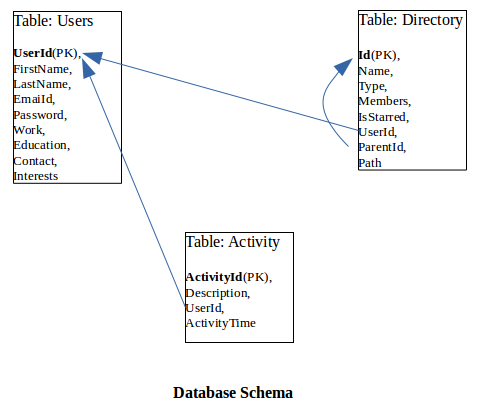 Table: Users
UserId(PK),
FirstName,
LastName,
EmaiId,
Password,
Work,
Education,
Contact,
Interests
Table: Directory
Id(PK),
Name,
Type,
Members,
IsStarred,
UserId,
ParentId,
Path
Table: Activity
ActivityId(PK),
Description,
UserId,
ActivityTime
Database Schema